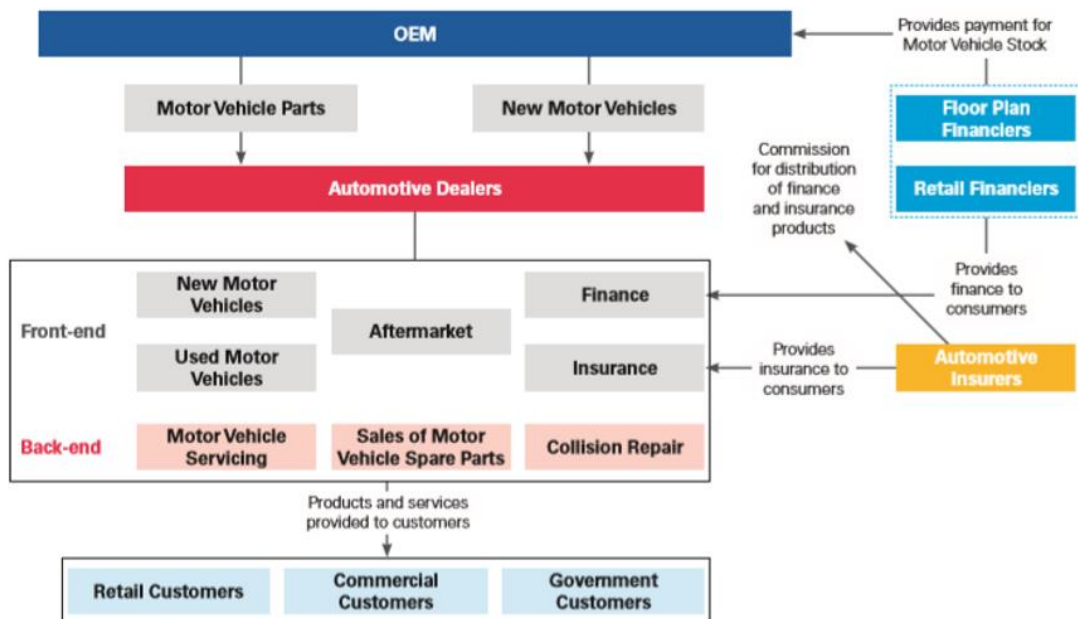 OEM
Provides payment for
Motor Vehicle Stock
Motor Vehicle Parts
New Motor Vehicles
Floor Plan
Financiers
Commission
for distribution
of finance
and insurance
products
Automotive Dealers
Retail Financiers
New Motor
Vehicles
Finance
Provides
finance to
consumers
Front-end
Aftermarket
Used Motor
Vehicles
Insurance
Provides
insurance to
consumers
Automotive
Insurers
Back-end
Motor Vehicle
Servicing
Sales of Motor
Vehicle Spare Parts
Collision Repair
Products and services
provided to customers
Retail Customers
Commercial
Customers
Government
Customers